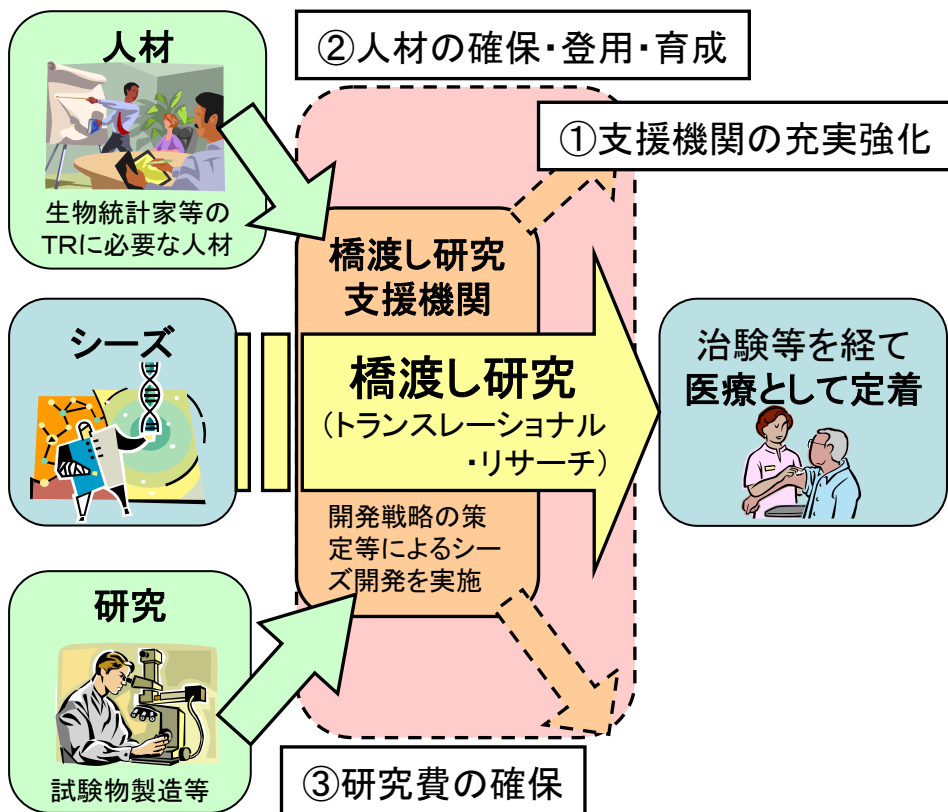 人材
②人材の確保・登用・育成
①支援機関の充実強化
生物統計家等の
TRに必要な人材
橋渡し研究
支援機関
シーズ
橋渡し研究
(トランスレーショナル
・リサーチ)
治験等を経て
医療として定着
開発戦略の策
定等によるシー
ズ開発を実施
研究
試験物製造等
③研究費の確保